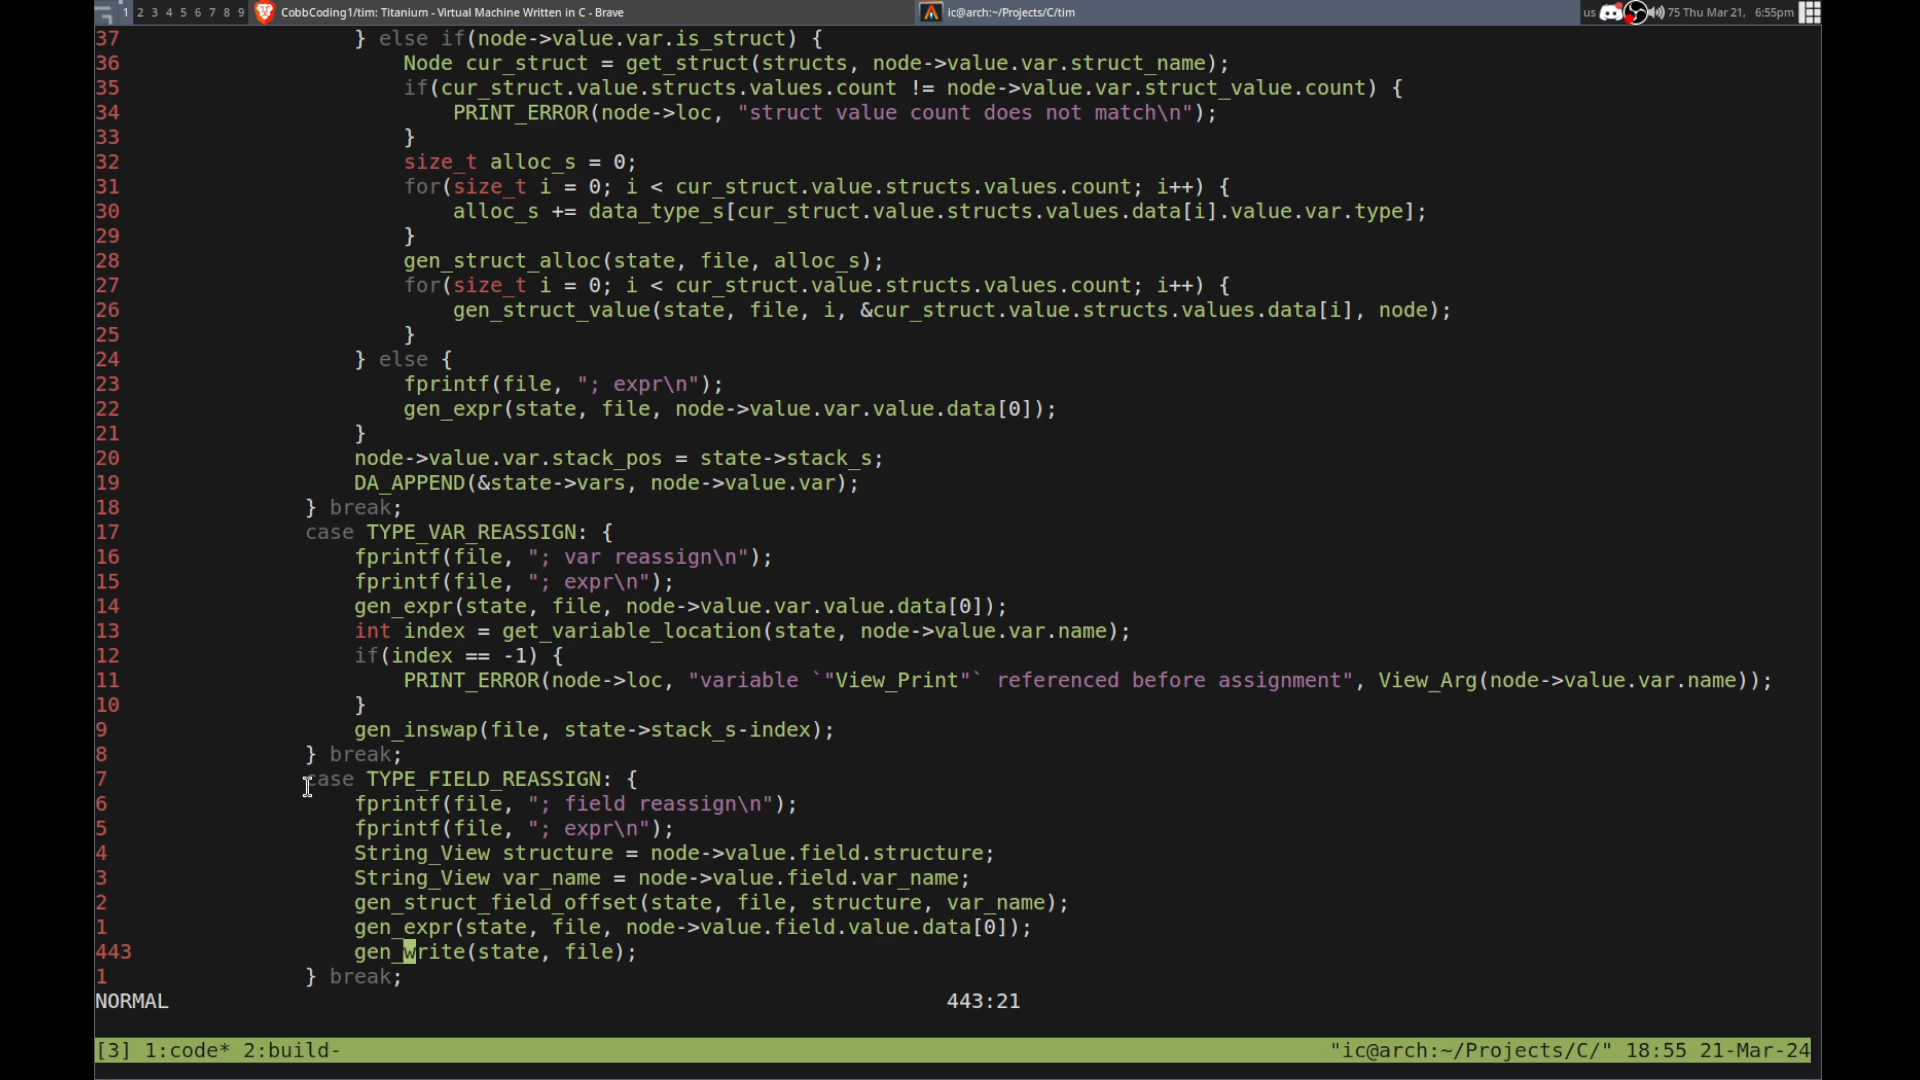 1 2 3 4 5 6 7 8 9 CobbCoding1/tim: Titanium - Virtual Machine Written in C - Brave ic@arch:~/Projects/C/tim us 75 Thu Mar 21, 6:55pm
37 } else if(node->value.var.is_struct) {
36 Node cur_struct = get_struct(structs, node->value.var.struct_name);
35 if(cur_struct.value.structs.values.count != node->value.var.struct_value.count) {
34 PRINT_ERROR(node->loc, "struct value count does not match\n");
33 }
32 size_t alloc_s = 0;
31 for(size_t i = 0; i < cur_struct.value.structs.values.count; i++) {
30 alloc_s += data_type_s[cur_struct.value.structs.values.data[i].value.var.type];
29 }
28 gen_struct_alloc(state, file, alloc_s);
27 for(size_t i = 0; i < cur_struct.value.structs.values.count; i++) {
26 gen_struct_value(state, file, i, &cur_struct.value.structs.values.data[i], node);
25 }
24 } else {
23 fprintf(file, "; expr\n");
22 gen_expr(state, file, node->value.var.value.data[0]);
21 }
20 node->value.var.stack_pos = state->stack_s;
19 DA_APPEND(&state->vars, node->value.var);
18 } break;
17 case TYPE_VAR_REASSIGN: {
16 fprintf(file, "; var reassign\n");
15 fprintf(file, "; expr\n");
14 gen_expr(state, file, node->value.var.value.data[0]);
13 int index = get_variable_location(state, node->value.var.name);
12 if(index == -1) {
11 PRINT_ERROR(node->loc, "variable `"View_Print"` referenced before assignment", View_Arg(node->value.var.name));
10 }
9 gen_inswap(file, state->stack_s-index);
8 } break;
7 case TYPE_FIELD_REASSIGN: {
6 fprintf(file, "; field reassign\n");
5 fprintf(file, "; expr\n");
4 String_View structure = node->value.field.structure;
3 String_View var_name = node->value.field.var_name;
2 gen_struct_field_offset(state, file, structure, var_name);
1 gen_expr(state, file, node->value.field.value.data[0]);
443 gen_write(state, file);
1 } break;
NORMAL 443:21
[3] 1:code* 2:build- "ic@arch:~/Projects/C/" 18:55 21-Mar-24